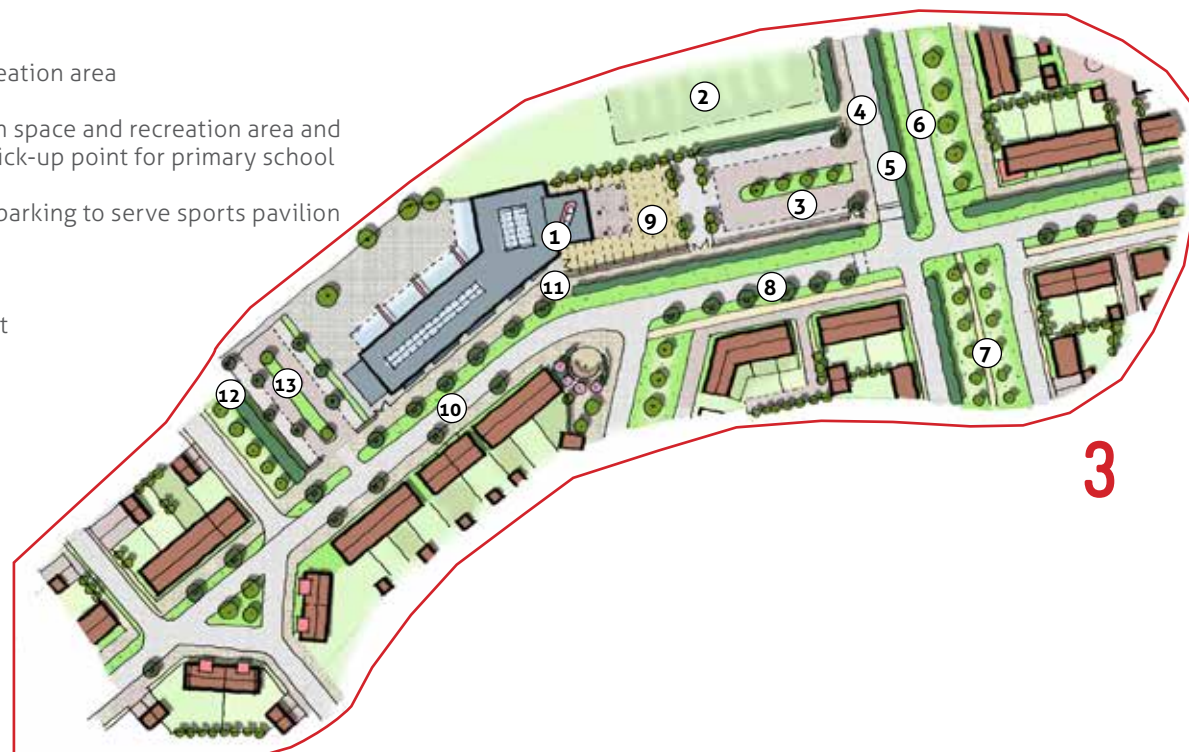 eation area
n space and recreation area and
ick-up point for primary school
parking to serve sports pavilion
t
2
4
6
5
3
9
1
11
8
7
13
12
10
3